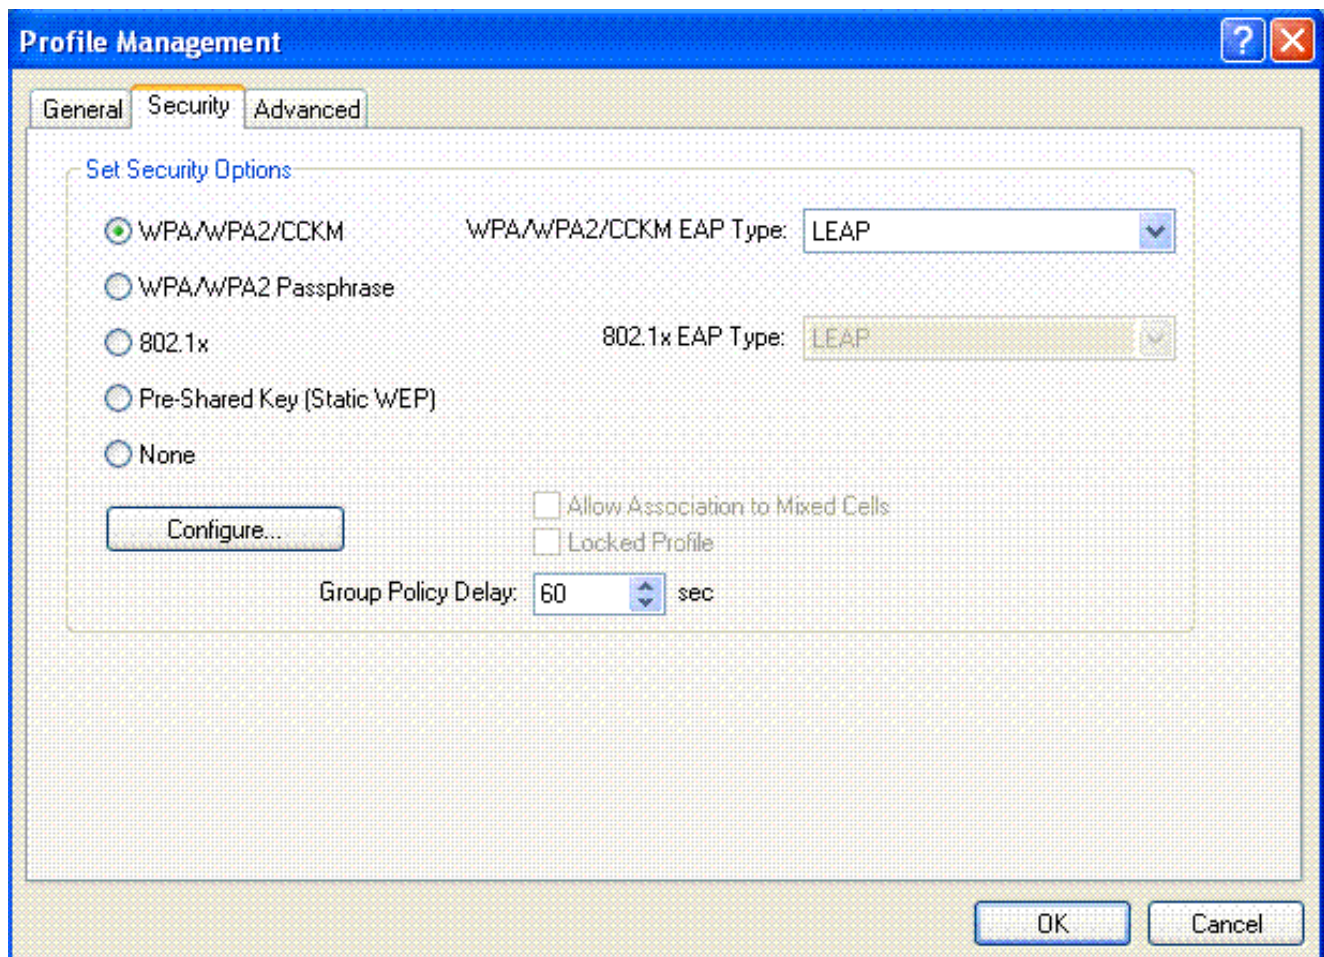 Profile Management
General Security Advanced
Set Security Options
WPA/WPA2/CCKM WPA/WPA2/CCKM EAP Type: LEAP
WPA/WPA2 Passphrase
802.1x 802.1x EAP Type: LEAP
Pre-Shared Key (Static WEP)
None
Allow Association to Mixed Cells
Configure...
Locked Profile
Group Policy Delay: 60 sec
OK Cancel